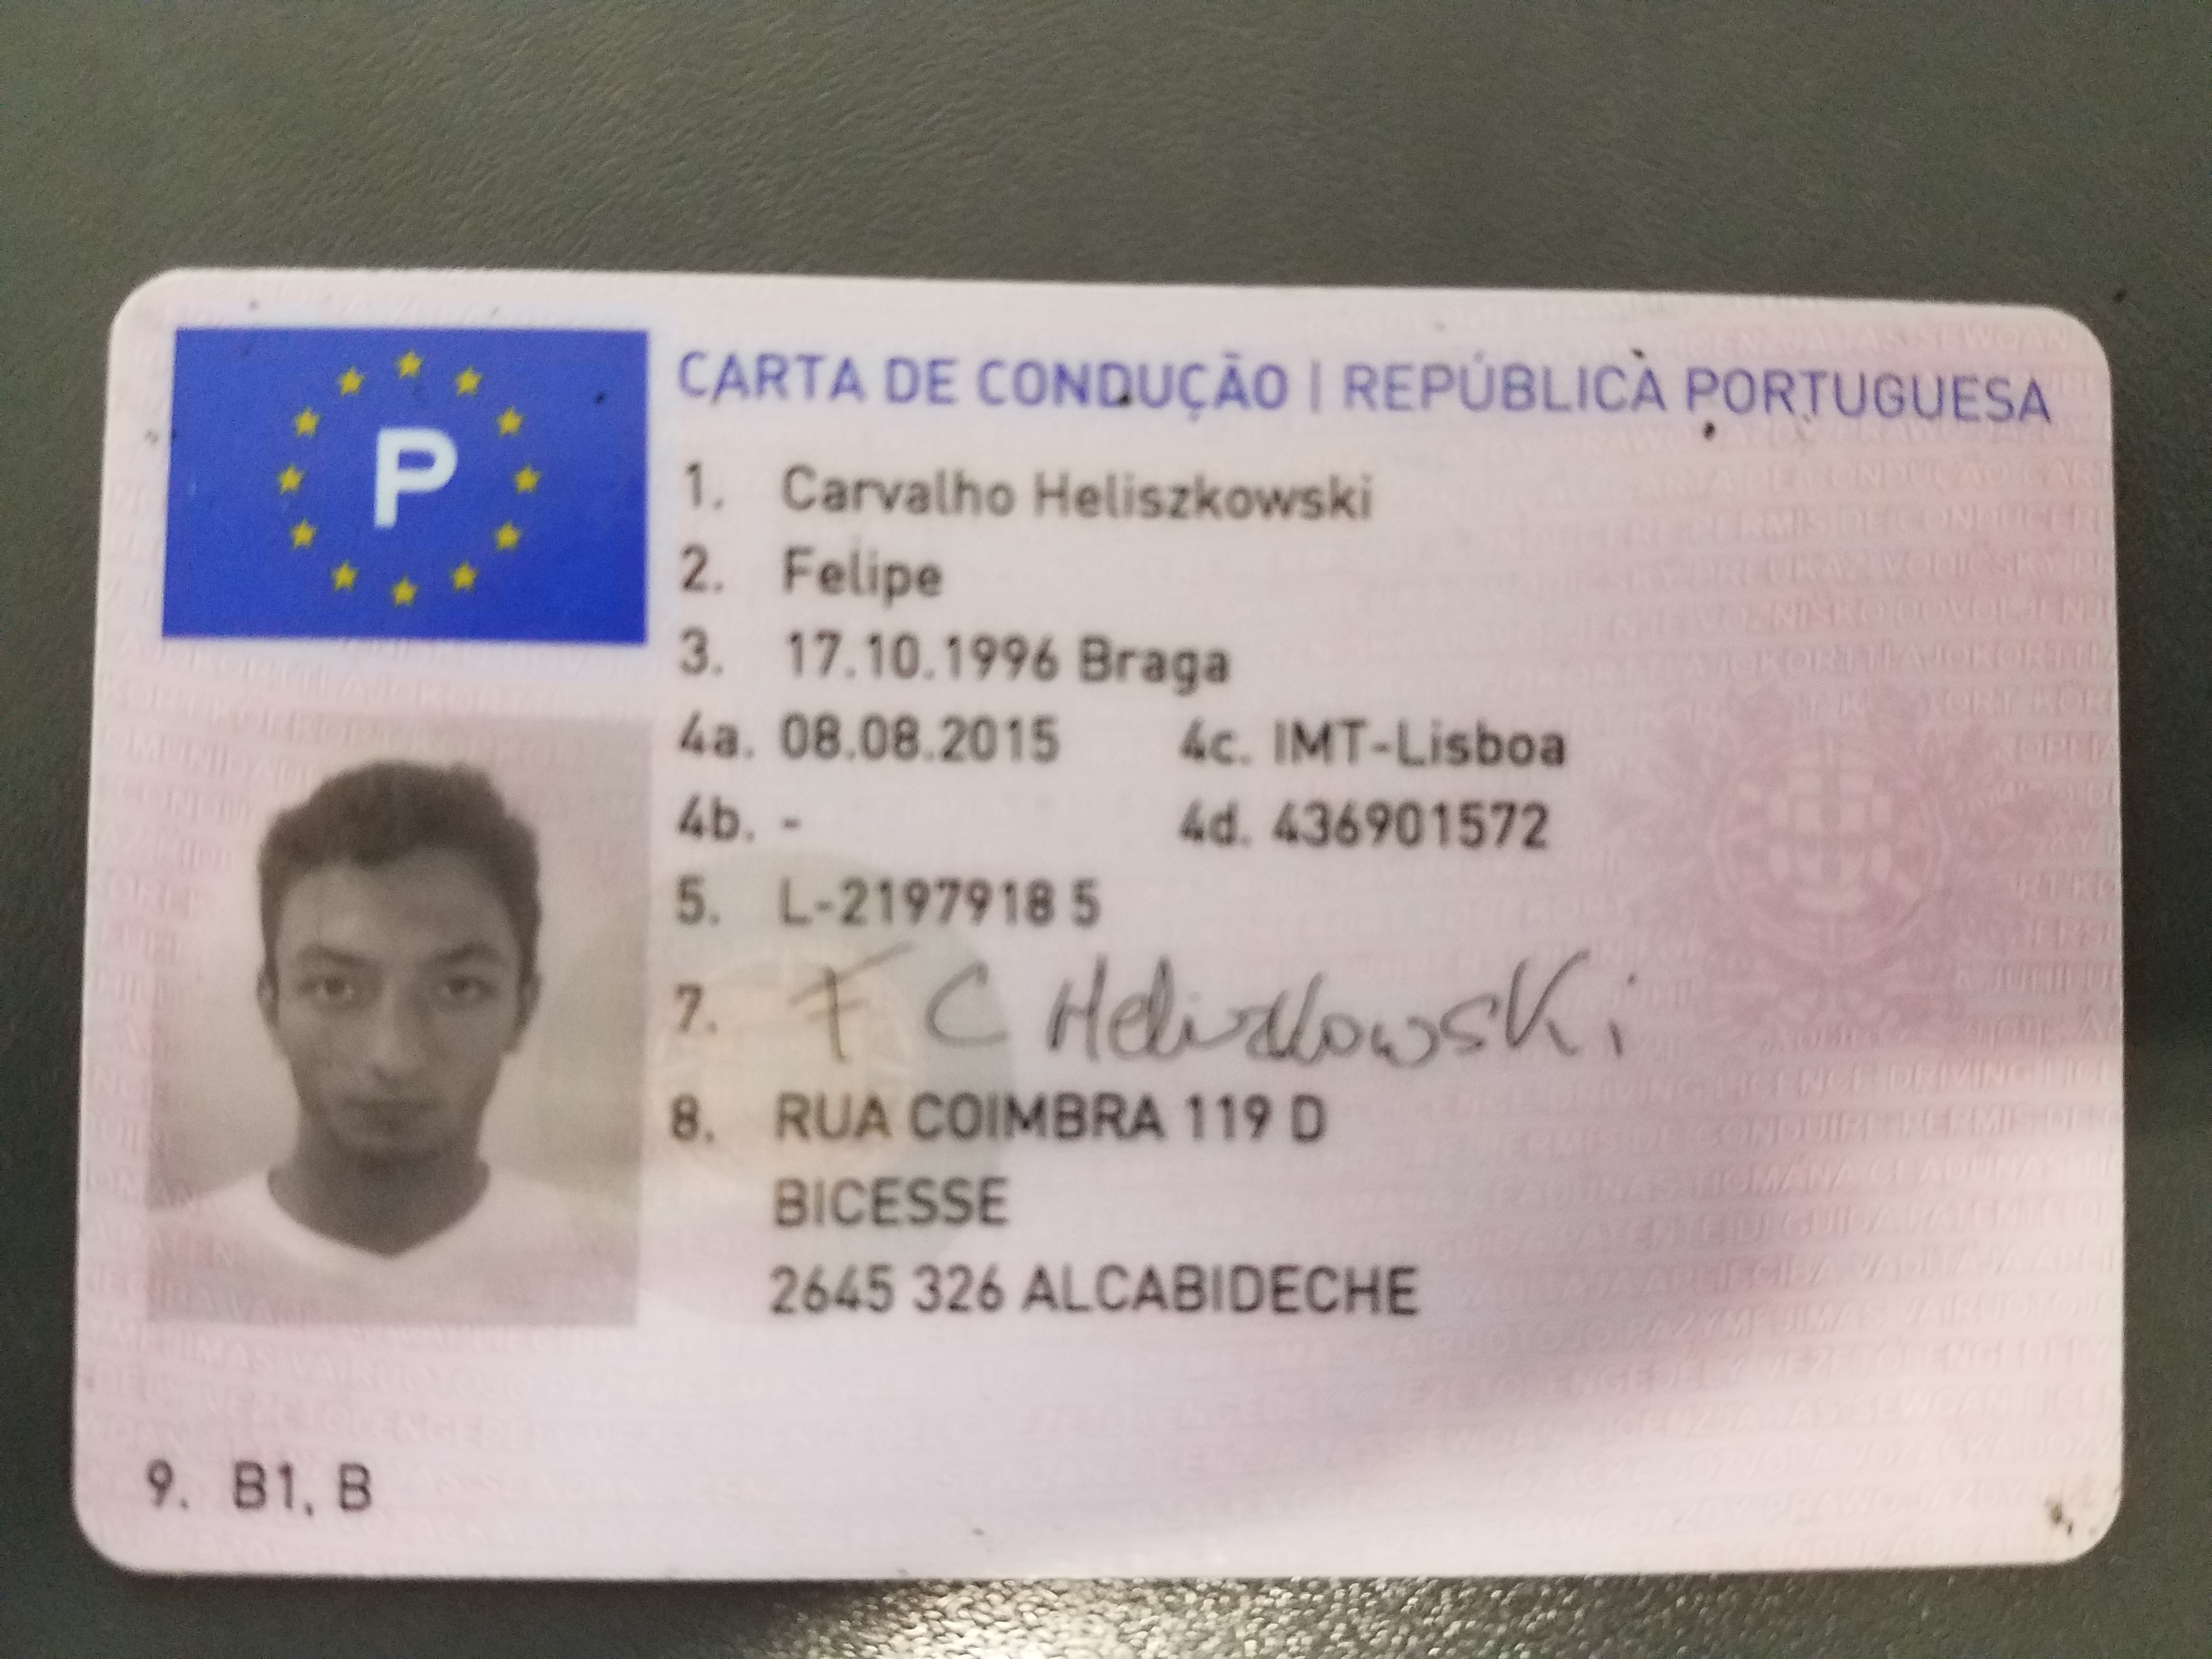 P
CARTA DE CONDUÇÃO | REPÚBLICA PORTUGUESA
1. Carvalho Heliszkowski
2. Felipe
3. 17.10.1996 Braga
4a. 08.08.2015 4c. IMT-Lisboa
4b. - 4d. 436901572
5. L-2197918 5
7. F C Heliszkowski
8. RUA COIMBRA 119 D
BICESSE
2645 326 ALCABIDECHE
9. B1, B